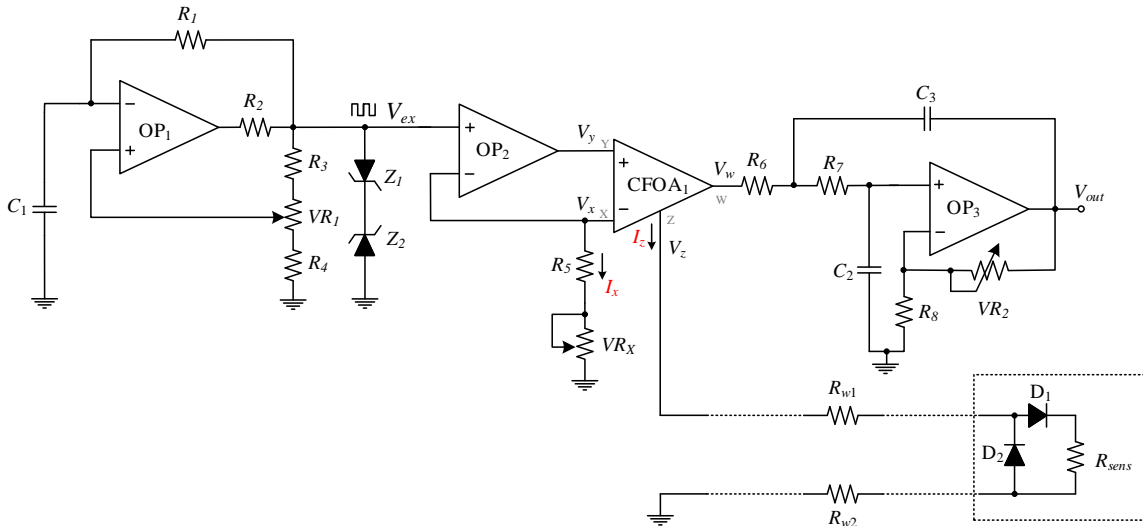 R1
R2
OP1
−
+
C1
R3
VR1
R4
Vex
Z1
Z2
+
OP2
−
Vy
Y
Vx
X
+
CFOA1
−
Z
W
Iz
Vz
R5
Ix
VRX
Vw
R6
R7
C3
+
OP3
−
Vout
C2
R8
VR2
Rw1
Rw2
D1
D2
Rsens